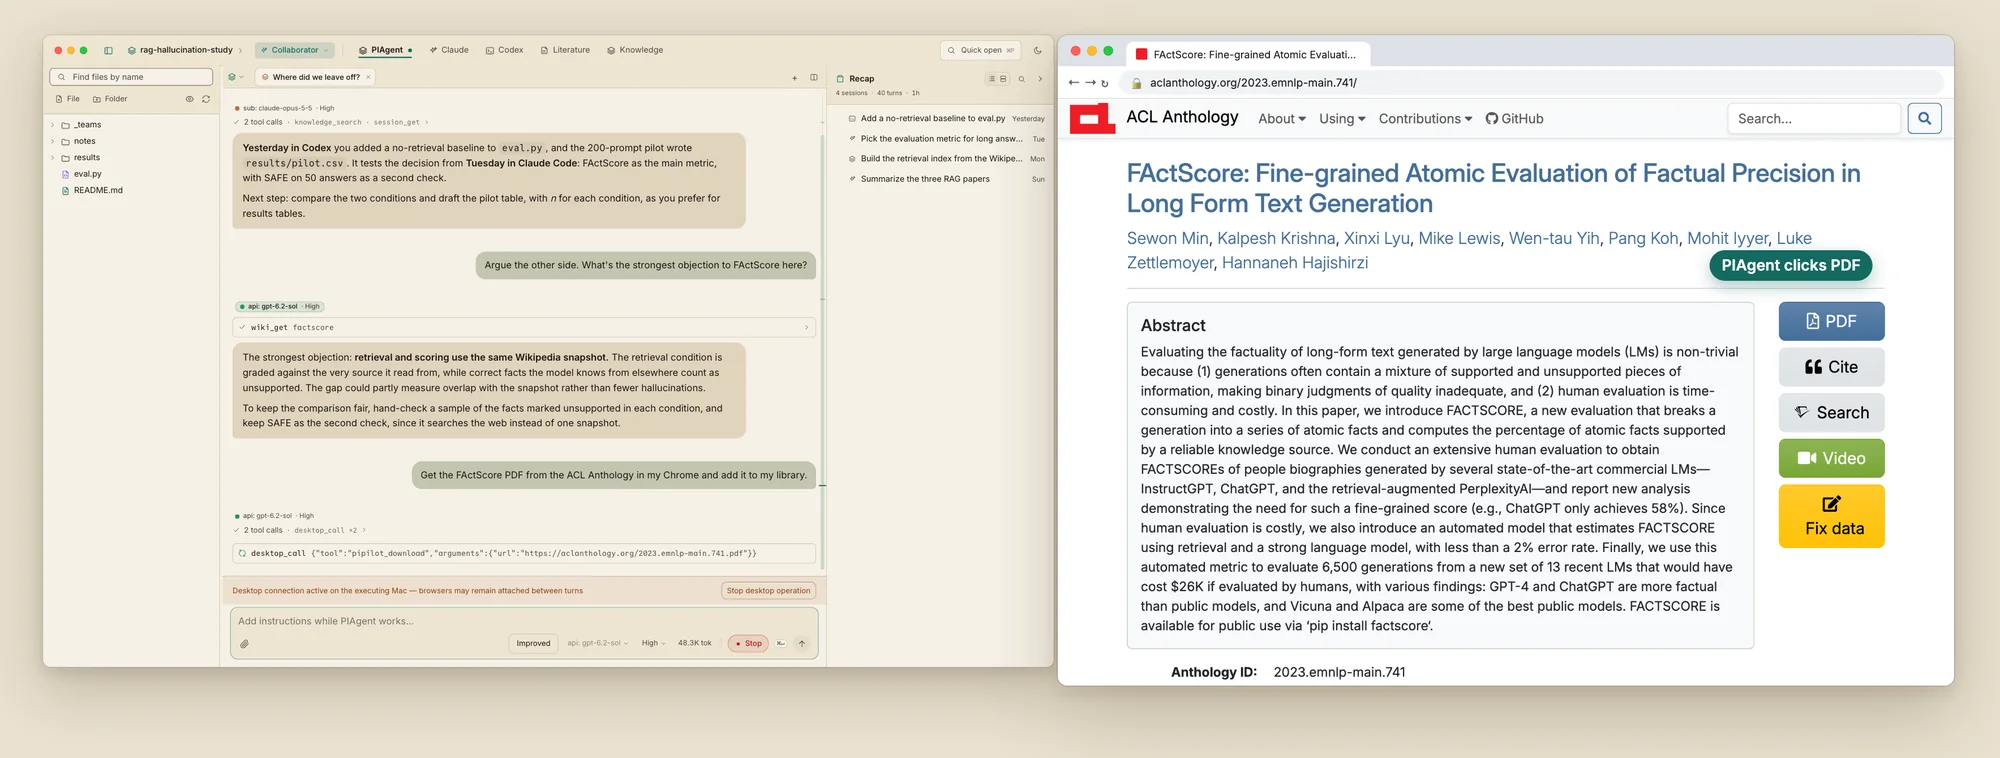 rag-hallucination-study
Collaborator
PIAgent
Claude
Codex
Literature
Knowledge
Quick open ⌘P
Find files by name
File
Folder
_teams
notes
results
eval.py
README.md
Where did we leave off?
sub: claude-opus-5-5 · High
2 tool calls · knowledge_search · session_get
Yesterday in Codex you added a no-retrieval baseline to eval.py, and the 200-prompt pilot wrote
results/pilot.csv. It tests the decision from Tuesday in Claude Code: FActScore as the main metric,
with SAFE on 50 answers as a second check.
Next step: compare the two conditions and draft the pilot table, with n for each condition, as you prefer for
results tables.
Argue the other side. What's the strongest objection to FActScore here?
api: gpt-6.2-sol · High
wiki_get factscore
The strongest objection: retrieval and scoring use the same Wikipedia snapshot. The retrieval condition is
graded against the very source it read from, while correct facts the model knows from elsewhere count as
unsupported. The gap could partly measure overlap with the snapshot rather than fewer hallucinations.
To keep the comparison fair, hand-check a sample of the facts marked unsupported in each condition, and
keep SAFE as the second check, since it searches the web instead of one snapshot.
Get the FActScore PDF from the ACL Anthology in my Chrome and add it to my library.
api: gpt-6.2-sol · High
2 tool calls · desktop_call ×2
desktop_call {"tool":"pipilot_download","arguments":{"url":"https://aclanthology.org/2023.emnlp-main.741.pdf"}}
Desktop connection active on the executing Mac — browsers may remain attached between turns
Stop desktop operation
Add instructions while PIAgent works...
Improved
api: gpt-6.2-sol
High
48.3K tok
Stop
Recap
4 sessions · 40 turns · 1h
Add a no-retrieval baseline to eval.py Yesterday
Pick the evaluation metric for long answ... Tue
Build the retrieval index from the Wikipe... Mon
Summarize the three RAG papers Sun
FActScore: Fine-grained Atomic Evaluati...
aclanthology.org/2023.emnlp-main.741/
ACL Anthology
About
Using
Contributions
GitHub
Search...
FActScore: Fine-grained Atomic Evaluation of Factual Precision in
Long Form Text Generation
Sewon Min, Kalpesh Krishna, Xinxi Lyu, Mike Lewis, Wen-tau Yih, Pang Koh, Mohit Iyyer, Luke
Zettlemoyer, Hannaneh Hajishirzi
PIAgent clicks PDF
Abstract
Evaluating the factuality of long-form text generated by large language models (LMs) is non-trivial
because (1) generations often contain a mixture of supported and unsupported pieces of
information, making binary judgments of quality inadequate, and (2) human evaluation is time-
consuming and costly. In this paper, we introduce FACTSCORE, a new evaluation that breaks a
generation into a series of atomic facts and computes the percentage of atomic facts supported
by a reliable knowledge source. We conduct an extensive human evaluation to obtain
FACTSCOREs of people biographies generated by several state-of-the-art commercial LMs—
InstructGPT, ChatGPT, and the retrieval-augmented PerplexityAI—and report new analysis
demonstrating the need for such a fine-grained score (e.g., ChatGPT only achieves 58%). Since
human evaluation is costly, we also introduce an automated model that estimates FACTSCORE
using retrieval and a strong language model, with less than a 2% error rate. Finally, we use this
automated metric to evaluate 6,500 generations from a new set of 13 recent LMs that would have
cost $26K if evaluated by humans, with various findings: GPT-4 and ChatGPT are more factual
than public models, and Vicuna and Alpaca are some of the best public models. FACTSCORE is
available for public use via ‘pip install factscore‘.
PDF
Cite
Search
Video
Fix data
Anthology ID: 2023.emnlp-main.741